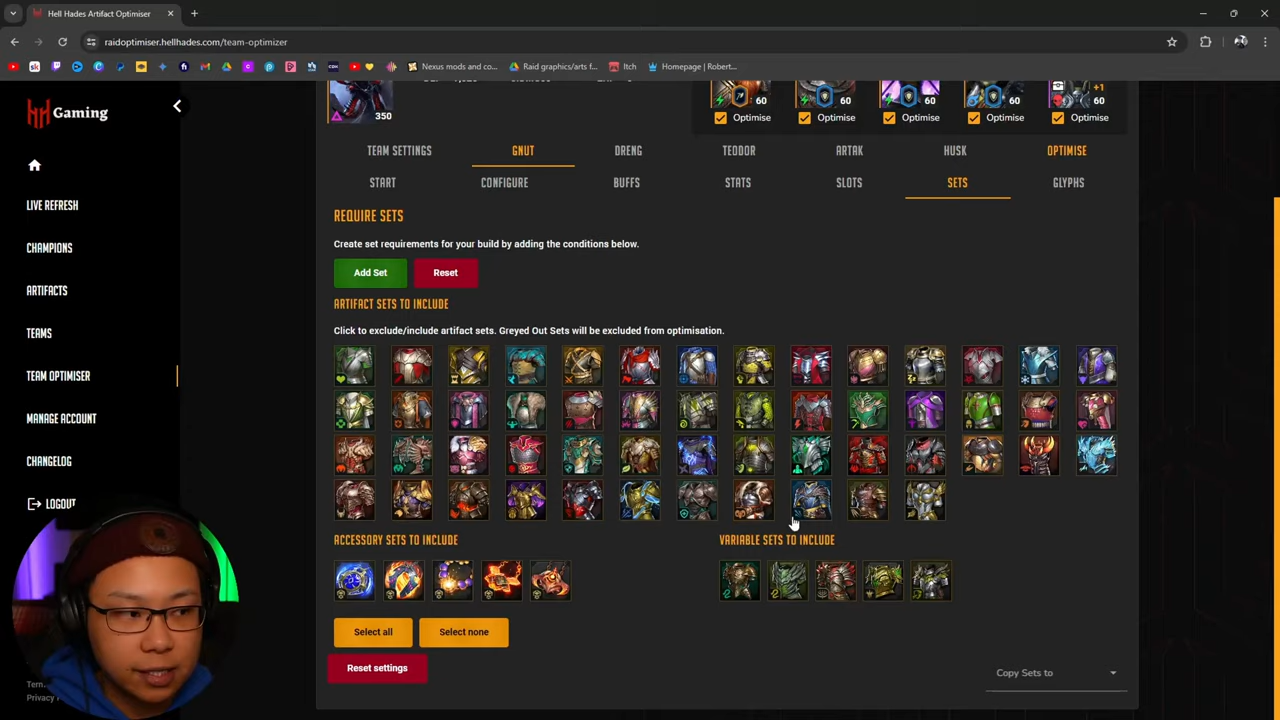 Hell Hades Artifact Optimiser
raidoptimiser.hellhades.com/team-optimizer
Nexus mods and co...
Raid graphics/arts f...
Itch
Homepage | Robert...
Gaming
350
60
60
60
60
+1
60
Optimise
Optimise
Optimise
Optimise
Optimise
TEAM SETTINGS
GNUT
DRENG
TEODOR
ARTAK
HUSK
OPTIMISE
START
CONFIGURE
BUFFS
STATS
SLOTS
SETS
GLYPHS
LIVE REFRESH
CHAMPIONS
ARTIFACTS
TEAMS
TEAM OPTIMISER
MANAGE ACCOUNT
CHANGELOG
LOGOUT
REQUIRE SETS
Create set requirements for your build by adding the conditions below.
Add Set
Reset
ARTIFACT SETS TO INCLUDE
Click to exclude/include artifact sets. Greyed Out Sets will be excluded from optimisation.
ACCESSORY SETS TO INCLUDE
VARIABLE SETS TO INCLUDE
Select all
Select none
Reset settings
Copy Sets to
Tern
Privacy